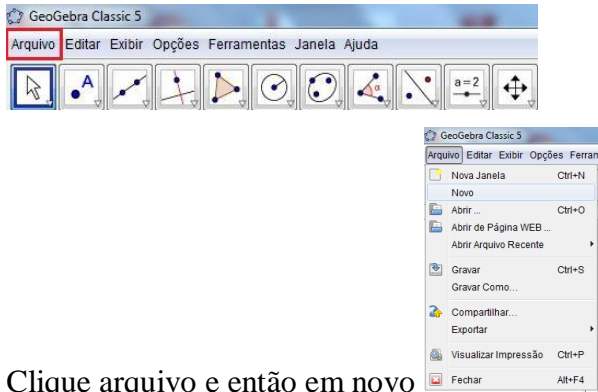 GeoGebra Classic 5
Arquivo Editar Exibir Opções Ferramentas Janela Ajuda
A
α
a=2
GeoGebra Classic 5
Arquivo Editar Exibir Opções Ferran
Nova Janela Ctrl+N
Novo
Abrir ... Ctrl+O
Abrir de Página WEB ...
Abrir Arquivo Recente
Gravar Ctrl+S
Gravar Como...
Compartilhar...
Exportar
Visualizar Impressão Ctrl+P
Fechar Alt+F4
Clique arquivo e então em novo